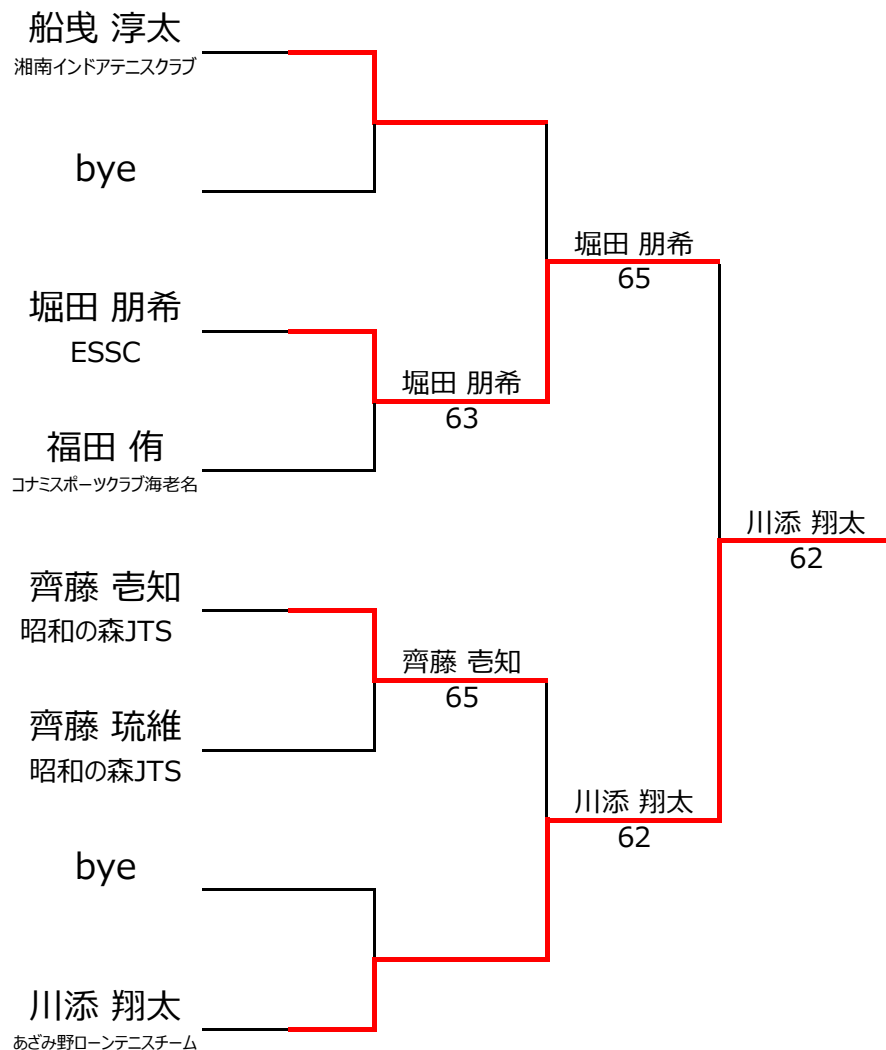 船曵 淳太
湘南インドアテニスクラブ
bye
堀田 朋希
65
堀田 朋希
ESSC
堀田 朋希
63
福田 侑
コナミスポーツクラブ海老名
川添 翔太
62
齊藤 壱知
昭和の森JTS
齊藤 壱知
65
齊藤 琉維
昭和の森JTS
川添 翔太
62
bye
川添 翔太
あざみ野ローンテニスチーム